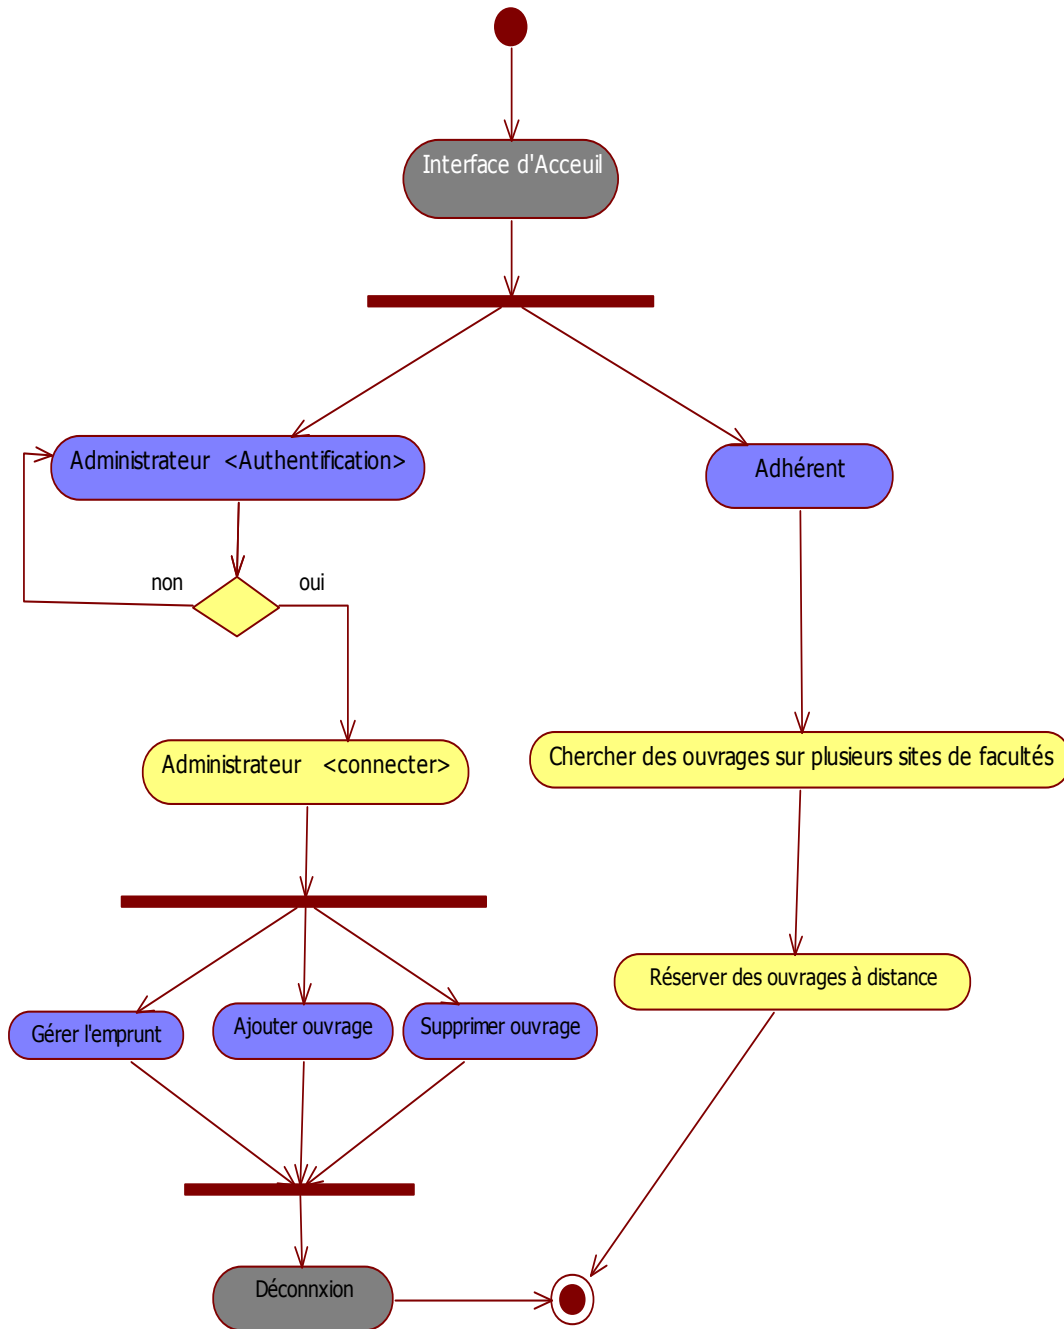 Interface d'Acceuil
Administrateur <Authentification>
Adhérent
non
oui
Administrateur <connecter>
Chercher des ouvrages sur plusieurs sites de facultés
Réserver des ouvrages à distance
Gérer l'emprunt
Ajouter ouvrage
Supprimer ouvrage
Déconnxion